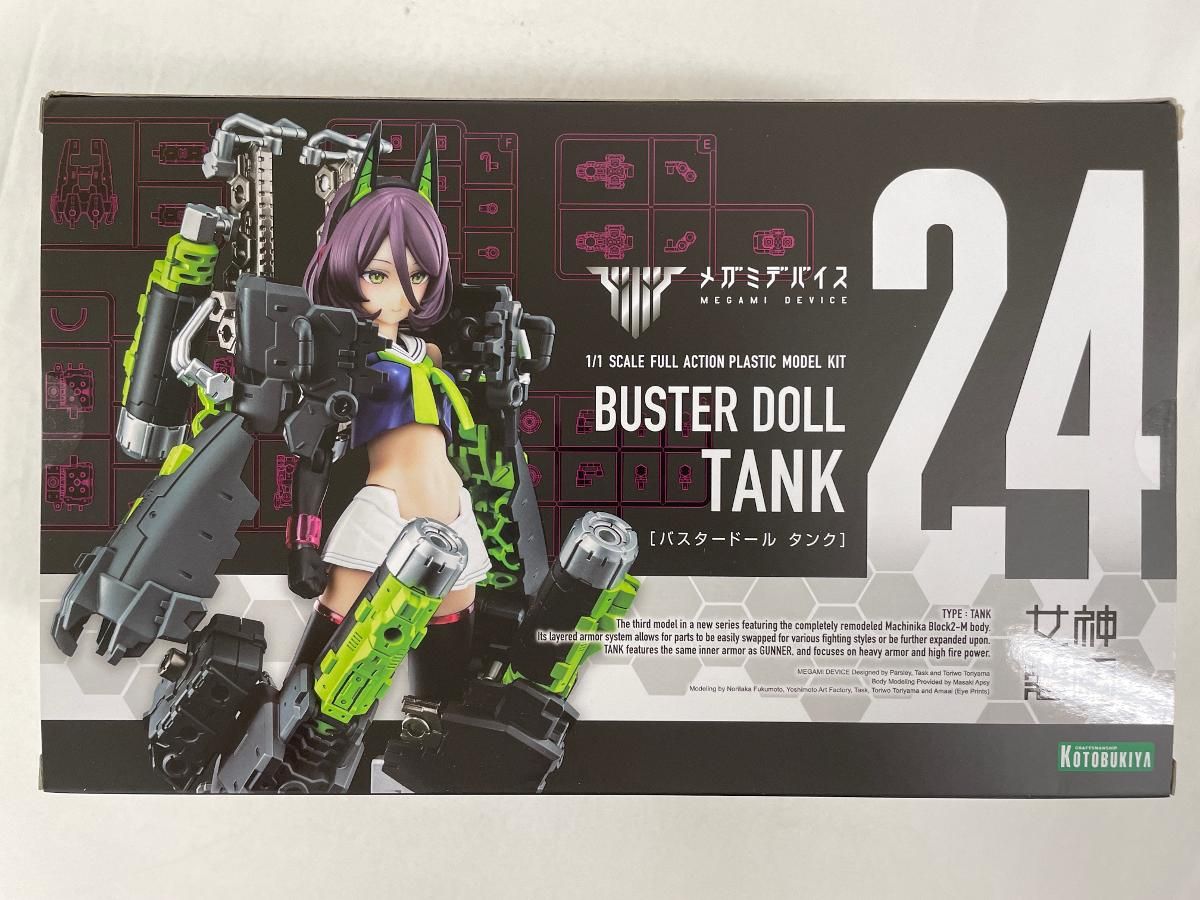 F
E
24
メガミデバイス
MEGAMI DEVICE
1/1 SCALE FULL ACTION PLASTIC MODEL KIT
BUSTER DOLL
TANK
[バスタードール タンク]
TYPE : TANK
The third model in a new series featuring the completely remodeled Machinika Block2-M body.
Its layered armor system allows for parts to be easily swapped for various fighting styles or be further expanded upon.
TANK features the same inner armor as GUNNER, and focuses on heavy armor and high fire power.
MEGAMI DEVICE Designed by Parsley, Task and Toriwo Toriyama
Body Modeling Provided by Masaki Apsy
Modeling by Noritaka Fukumoto, Yoshimoto Art Factory, Task, Toriwo Toriyama and Amaal (Eye Prints)
女神
CRAFTSMANSHIP
KOTOBUKIYA